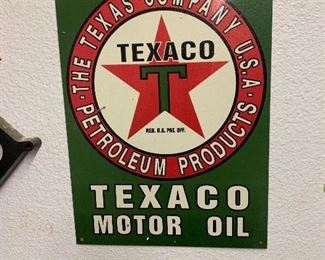 THE TEXAS COMPANY U.S.A.
TEXACO
T
REG. U.S. PAT. OFF.
PETROLEUM PRODUCTS
TEXACO
MOTOR OIL